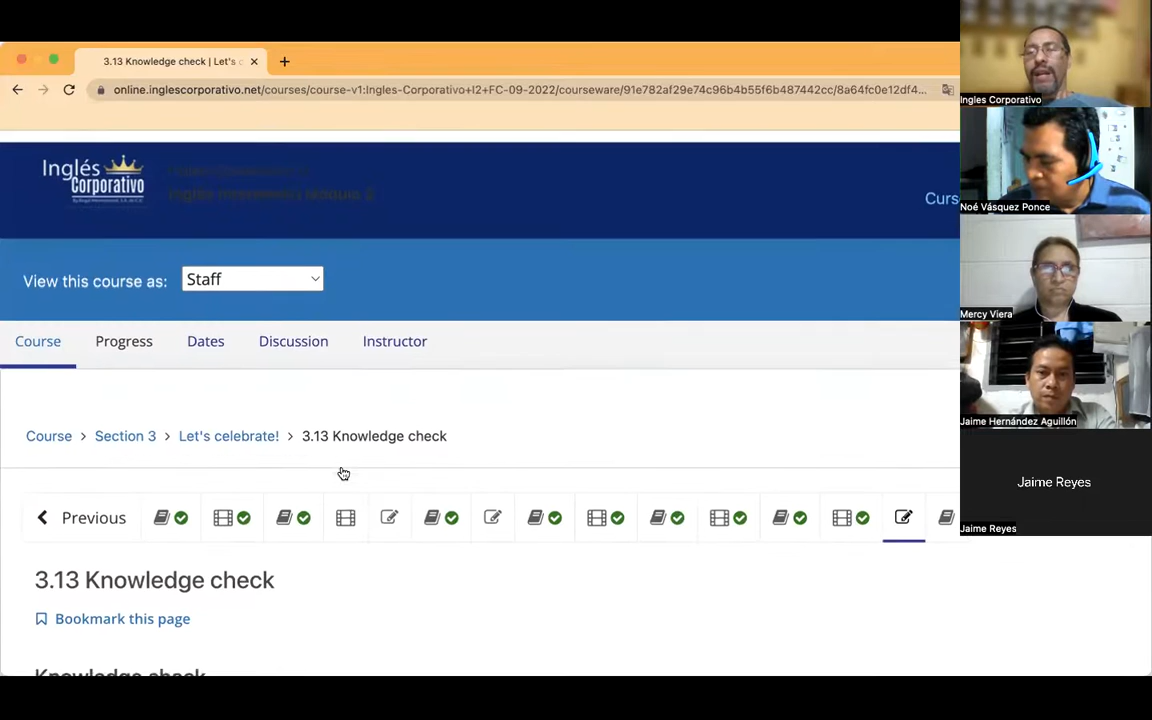 3.13 Knowledge check | Let's c
online.inglescorporativo.net/courses/course-v1:Ingles-Corporativo+I2+FC-09-2022/courseware/91e782af29e74c96b4b55f6b487442cc/8a64fc0e12df4...
Inglés
Corporativo
Curs
View this course as:
Staff
Course
Progress
Dates
Discussion
Instructor
Course > Section 3 > Let's celebrate! > 3.13 Knowledge check
Previous
3.13 Knowledge check
Bookmark this page
Knowledge check
Ingles Corporativo
Noé Vásquez Ponce
Mercy Viera
Jaime Hernández Aguillón
Jaime Reyes
Jaime Reyes